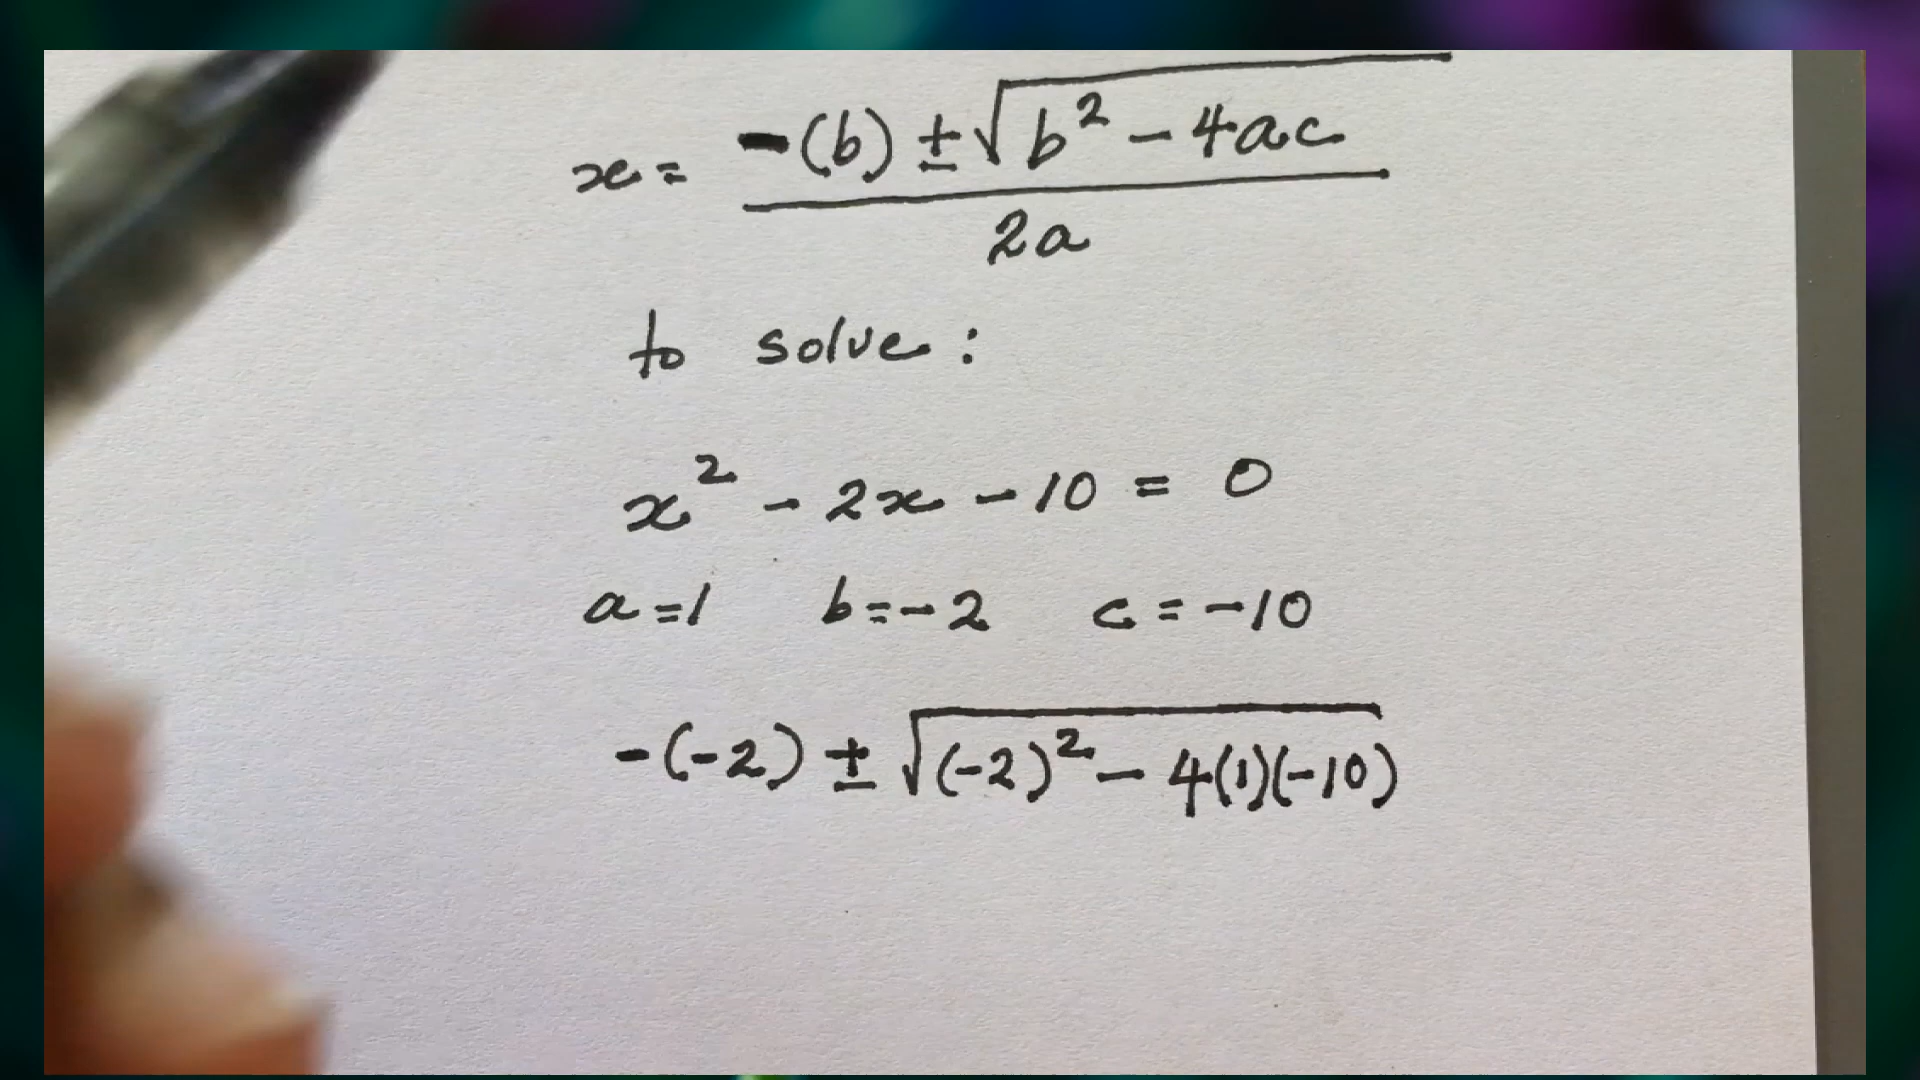 x = -(b) ± √b² - 4ac
2a
to solve:
x² - 2x - 10 = 0
a = 1 b = -2 c = -10
-(-2) ± √(-2)² - 4(1)(-10)